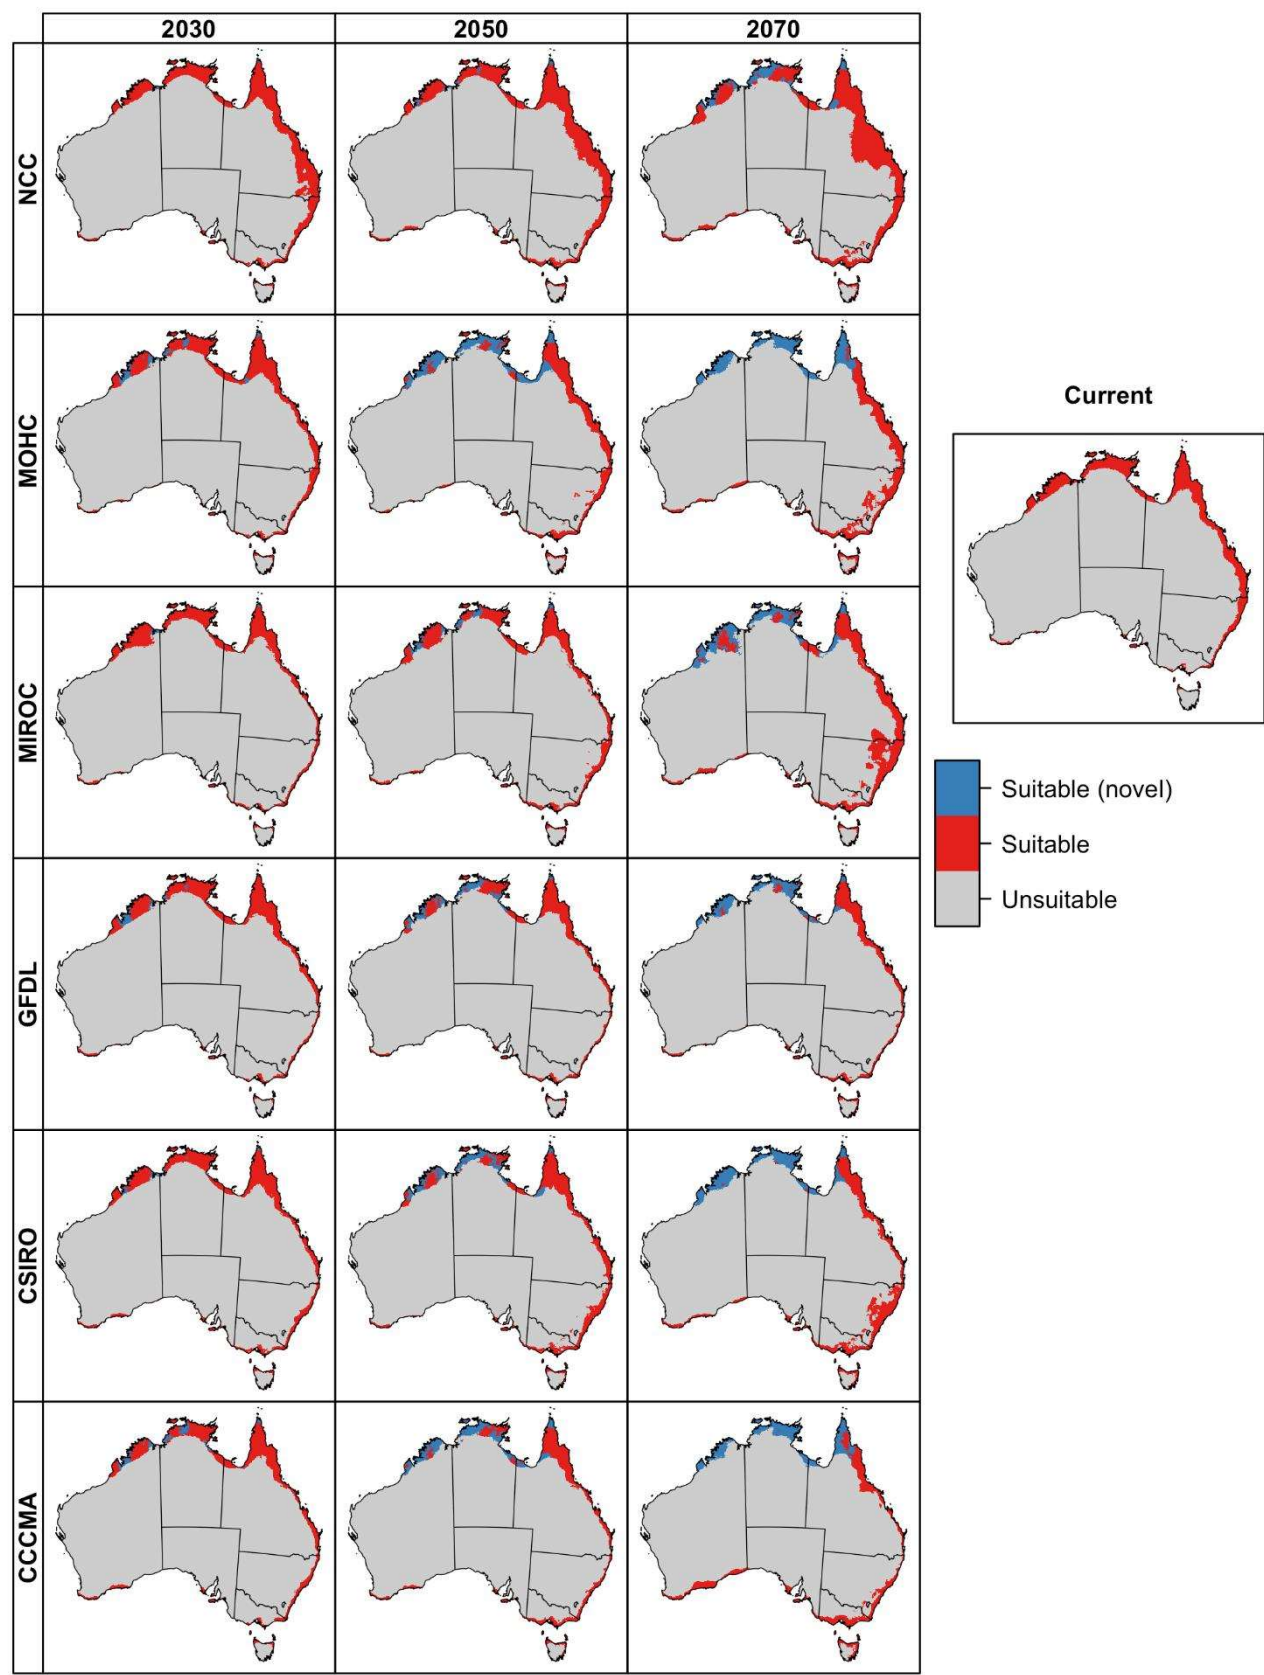 2030 2050 2070
NCC
MOHC
MIROC
GFDL
CSIRO
CCCMA
Current
Suitable (novel)
Suitable
Unsuitable